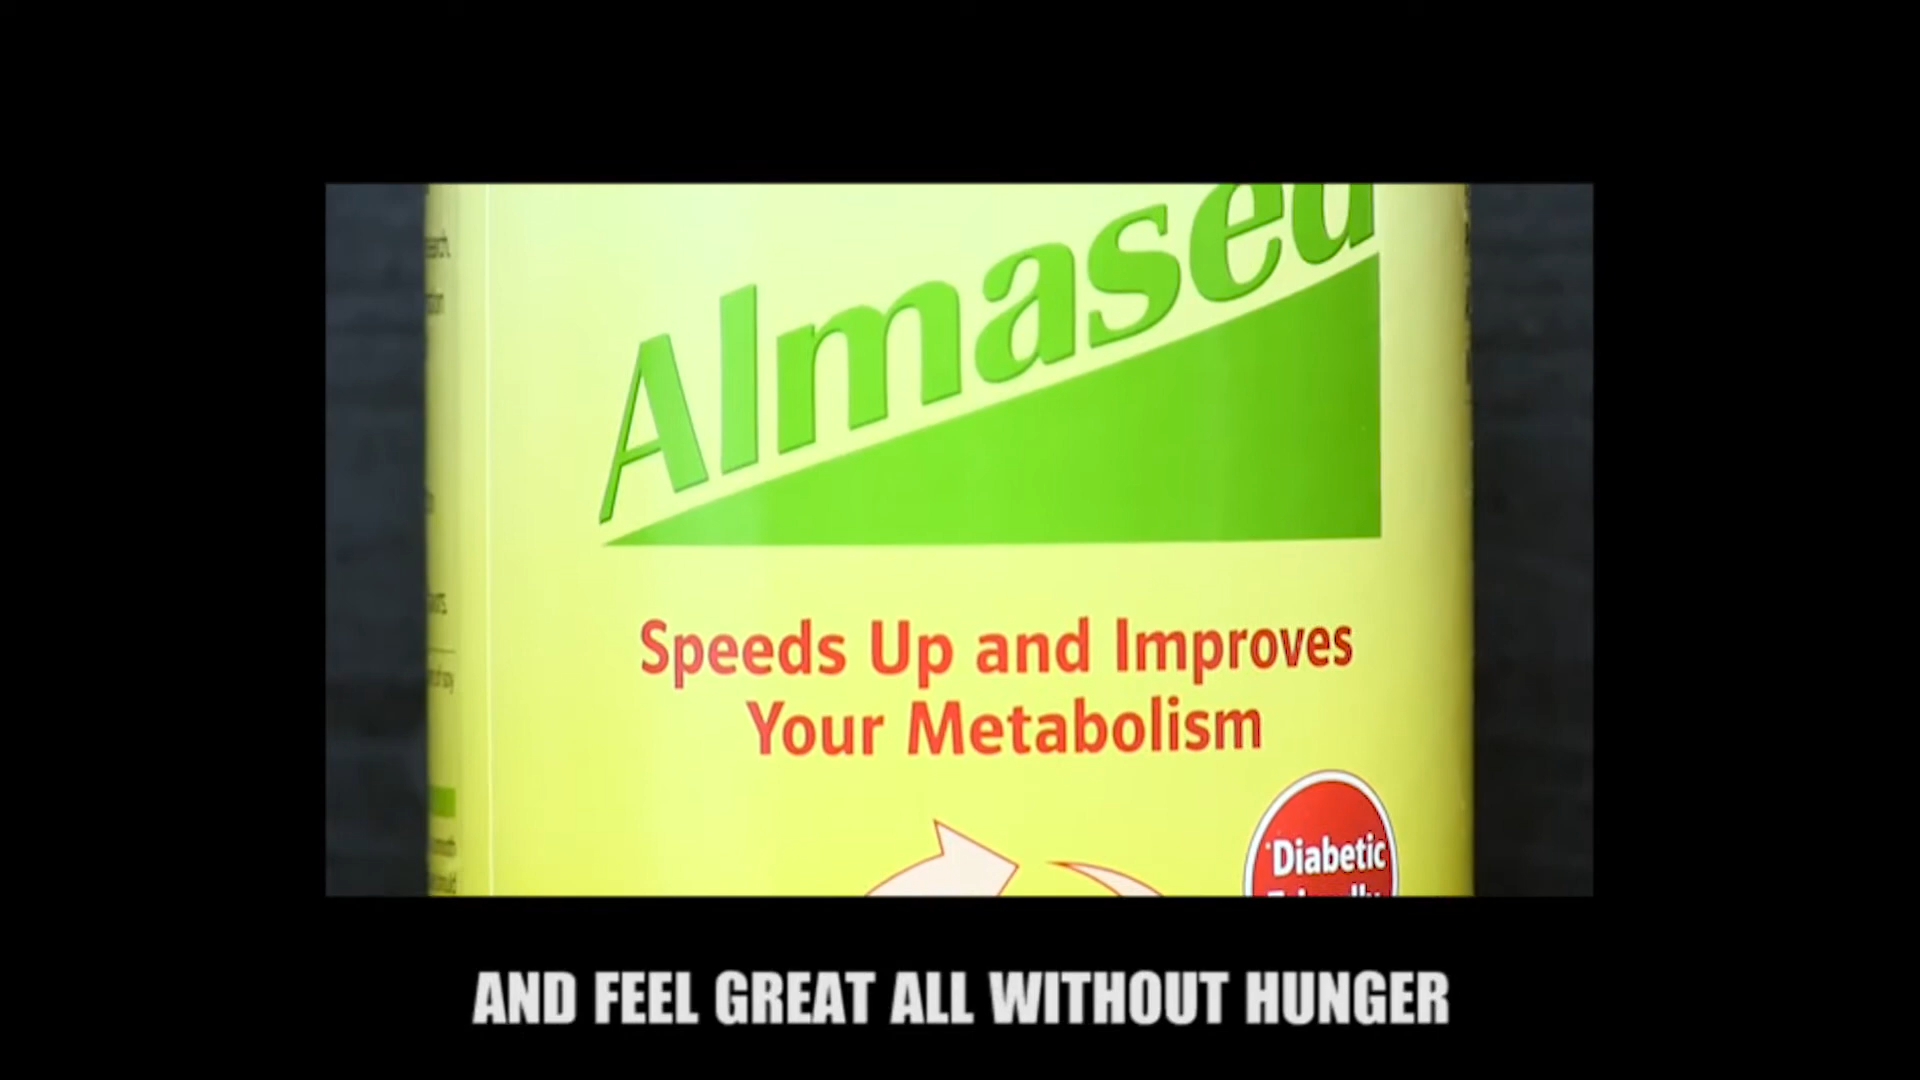 Almased
Speeds Up and Improves
Your Metabolism
Diabetic
AND FEEL GREAT ALL WITHOUT HUNGER